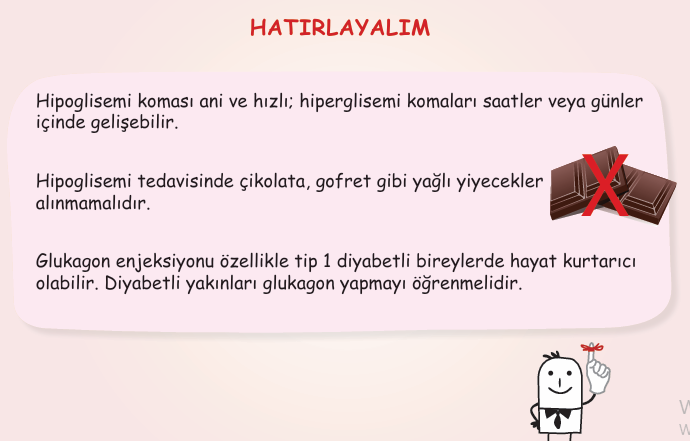 HATIRLAYALIM
Hipoglisemi koması ani ve hızlı; hiperglisemi komaları saatler veya günler
içinde gelişebilir.
Hipoglisemi tedavisinde çikolata, gofret gibi yağlı yiyecekler
alınmamalıdır.
X
Glukagon enjeksiyonu özellikle tip 1 diyabetli bireylerde hayat kurtarıcı
olabilir. Diyabetli yakınları glukagon yapmayı öğrenmelidir.